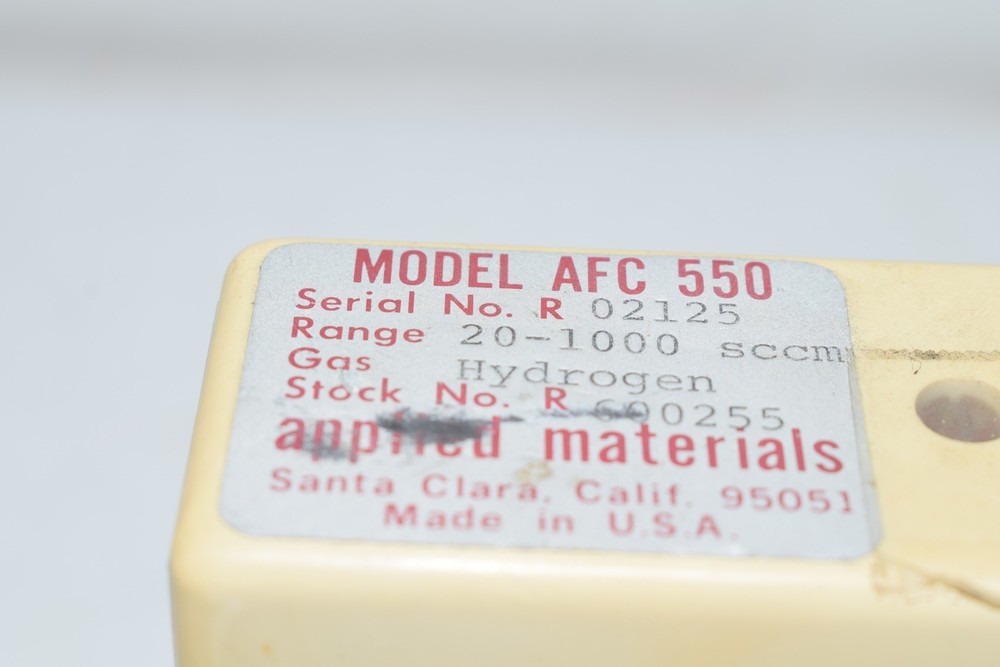 MODEL AFC 550
Serial No. R 02125
Range 20-1000 sccm
Gas Hydrogen
Stock No. R 600255
applied materials
Santa Clara, Calif. 95051
Made in U.S.A.